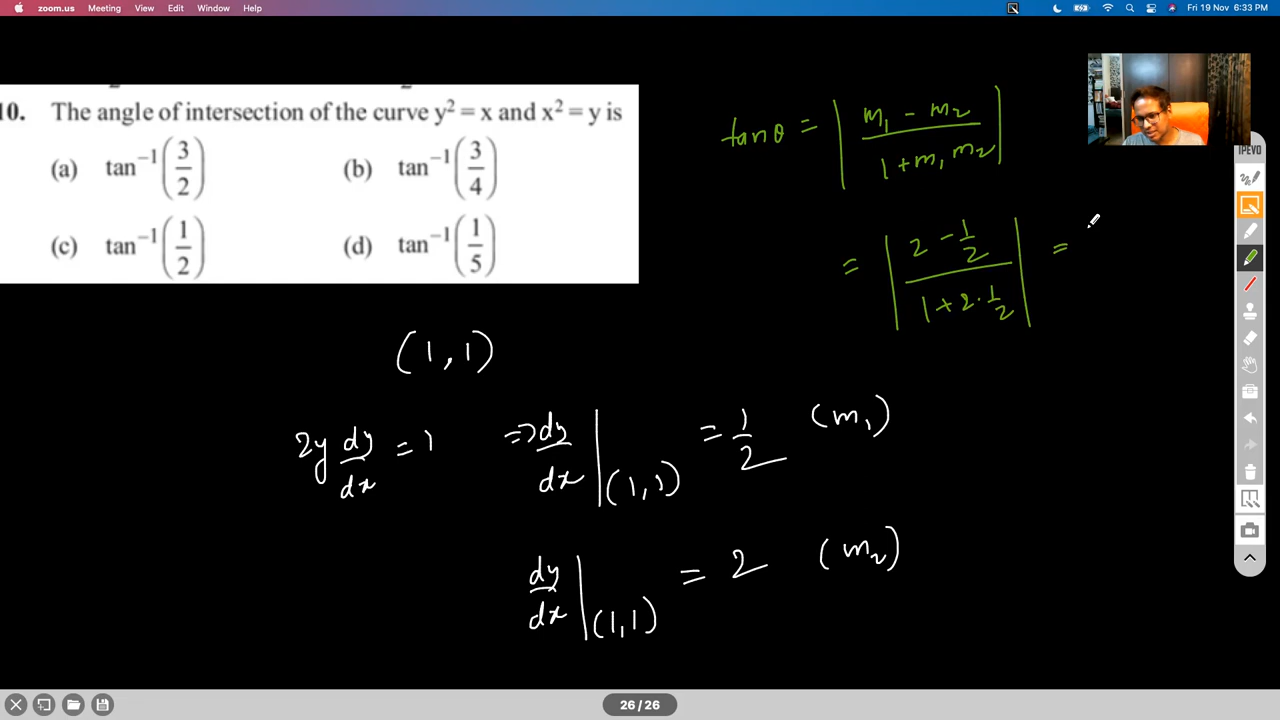 zoom.us Meeting View Edit Window Help Fri 19 Nov 6:33 PM
10. The angle of intersection of the curve y² = x and x² = y is
(a) tan⁻¹(3/2) (b) tan⁻¹(3/4)
(c) tan⁻¹(1/2) (d) tan⁻¹(1/5)
tanθ = | (m₁ - m₂) / (1 + m₁ m₂) |
= | (2 - 1/2) / (1 + 2 · 1/2) | =
(1, 1)
2y dy/dx = 1 ⇒ dy/dx |(1,1) = 1/2 (m₁)
dy/dx |(1,1) = 2 (m₂)
IPEVO
26 / 26